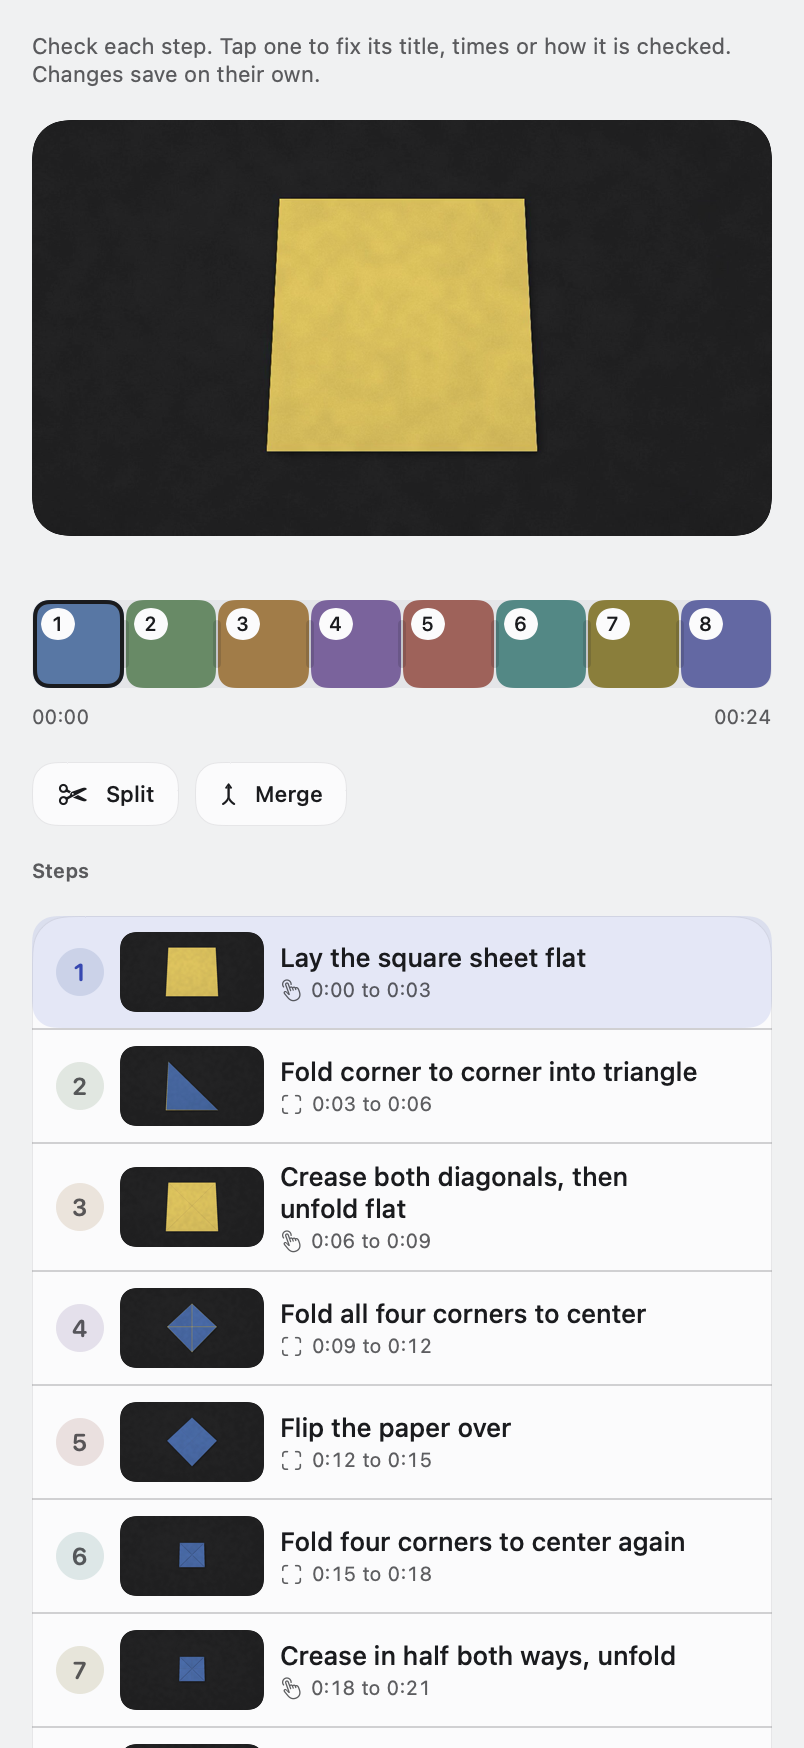 Check each step. Tap one to fix its title, times or how it is checked.
Changes save on their own.
1 2 3 4 5 6 7 8
00:00 00:24
Split Merge
Steps
1
Lay the square sheet flat
0:00 to 0:03
2
Fold corner to corner into triangle
0:03 to 0:06
3
Crease both diagonals, then
unfold flat
0:06 to 0:09
4
Fold all four corners to center
0:09 to 0:12
5
Flip the paper over
0:12 to 0:15
6
Fold four corners to center again
0:15 to 0:18
7
Crease in half both ways, unfold
0:18 to 0:21